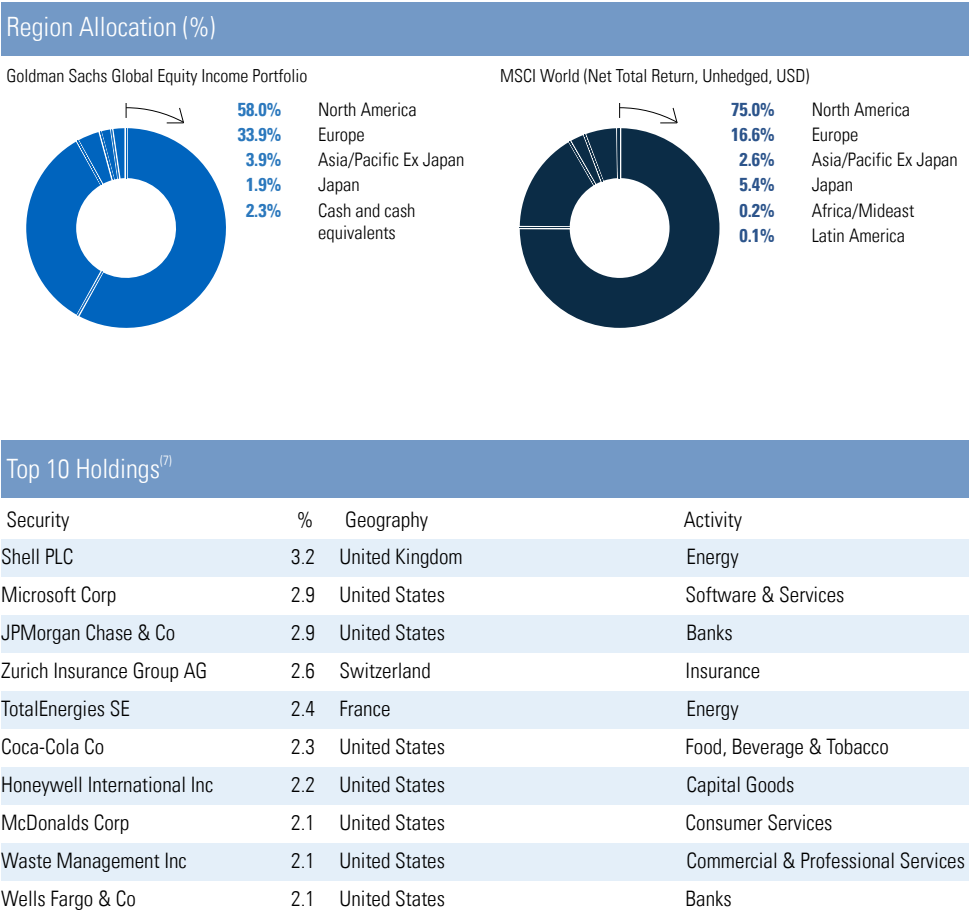 Region Allocation (%)
Goldman Sachs Global Equity Income Portfolio
58.0% North America
33.9% Europe
3.9% Asia/Pacific Ex Japan
1.9% Japan
2.3% Cash and cash
equivalents
MSCI World (Net Total Return, Unhedged, USD)
75.0% North America
16.6% Europe
2.6% Asia/Pacific Ex Japan
5.4% Japan
0.2% Africa/Mideast
0.1% Latin America
Top 10 Holdings(7)
Security % Geography Activity
Shell PLC 3.2 United Kingdom Energy
Microsoft Corp 2.9 United States Software & Services
JPMorgan Chase & Co 2.9 United States Banks
Zurich Insurance Group AG 2.6 Switzerland Insurance
TotalEnergies SE 2.4 France Energy
Coca-Cola Co 2.3 United States Food, Beverage & Tobacco
Honeywell International Inc 2.2 United States Capital Goods
McDonalds Corp 2.1 United States Consumer Services
Waste Management Inc 2.1 United States Commercial & Professional Services
Wells Fargo & Co 2.1 United States Banks